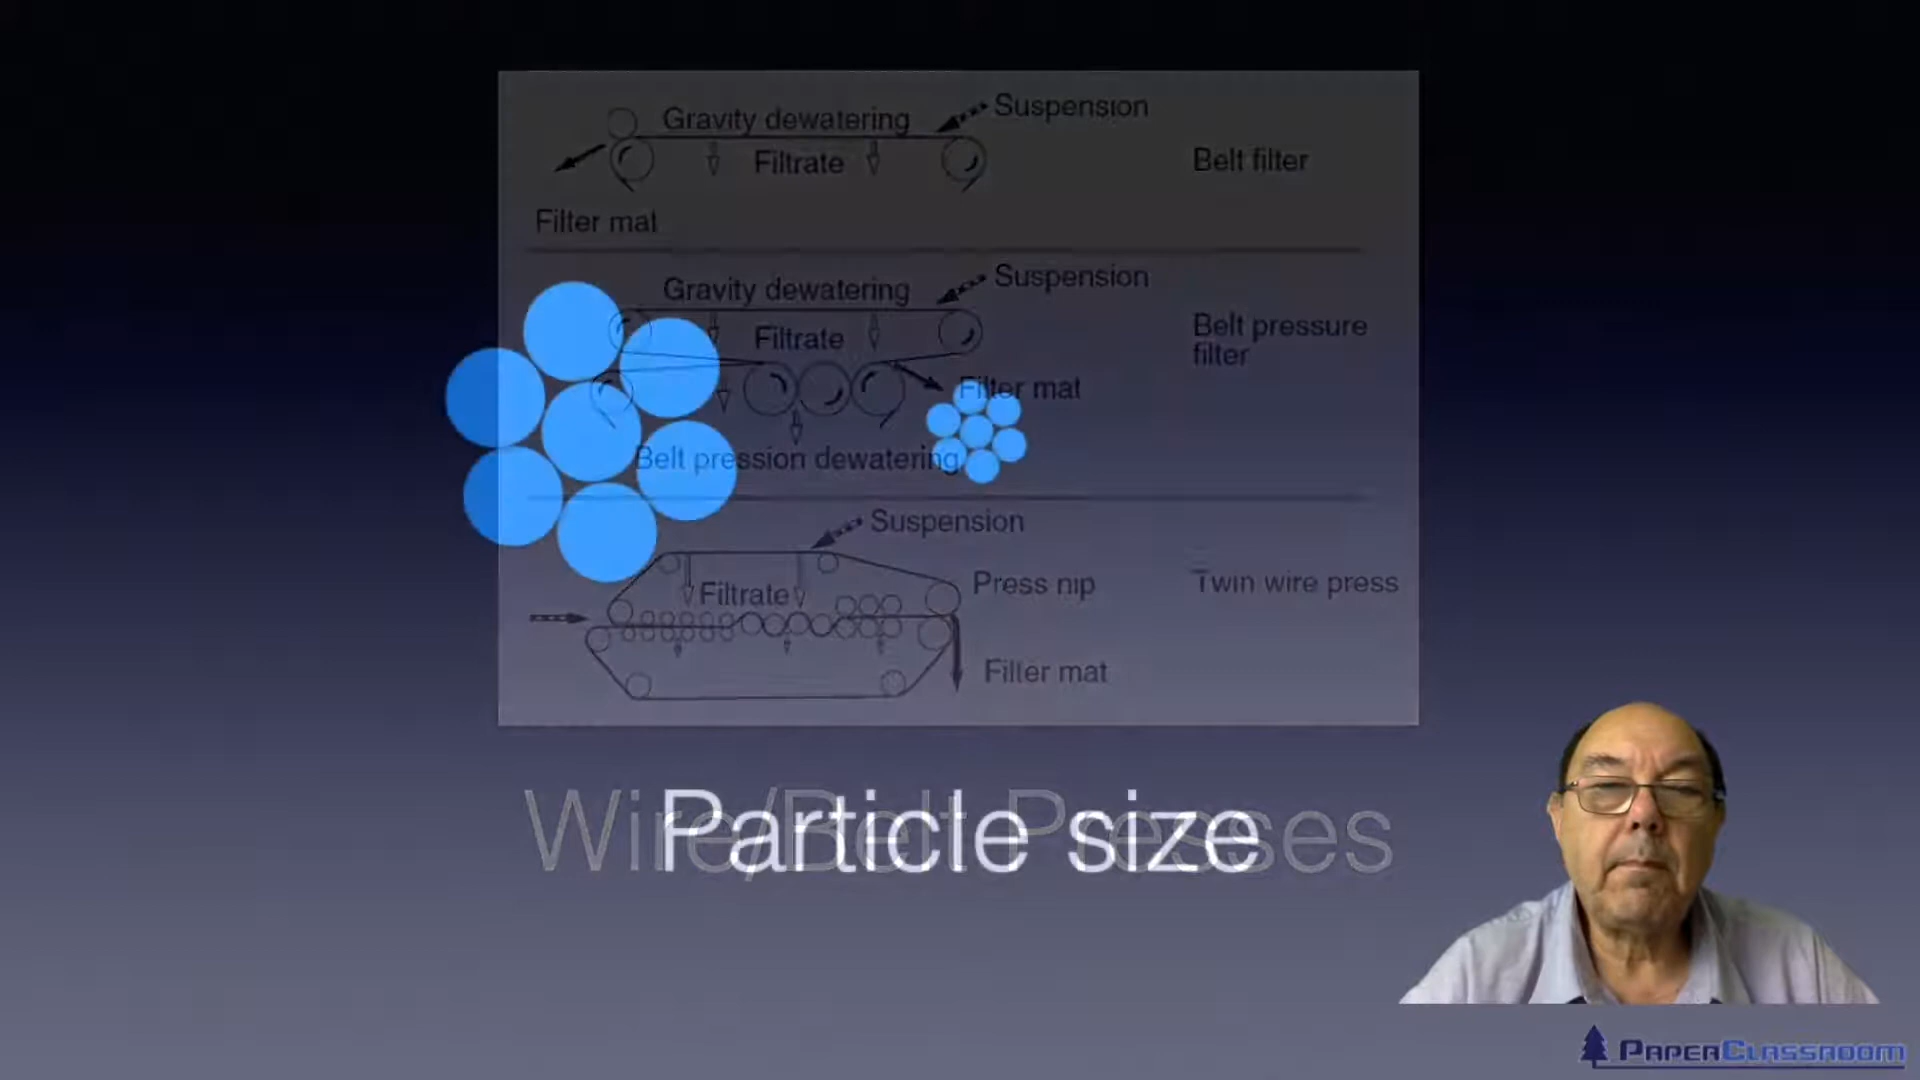 Gravity dewatering
Suspension
Filtrate
Belt filter
Filter mat
Gravity dewatering
Suspension
Filtrate
Belt pressure
filter
Filter mat
Belt pression dewatering
Suspension
Filtrate
Press nip
Twin wire press
Filter mat
Wire/Belt Presses
Particle size
PAPERCLASSROOM